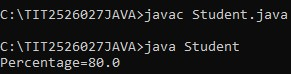 C:\TIT2526027JAVA>javac Student.java
C:\TIT2526027JAVA>java Student
Percentage=80.0